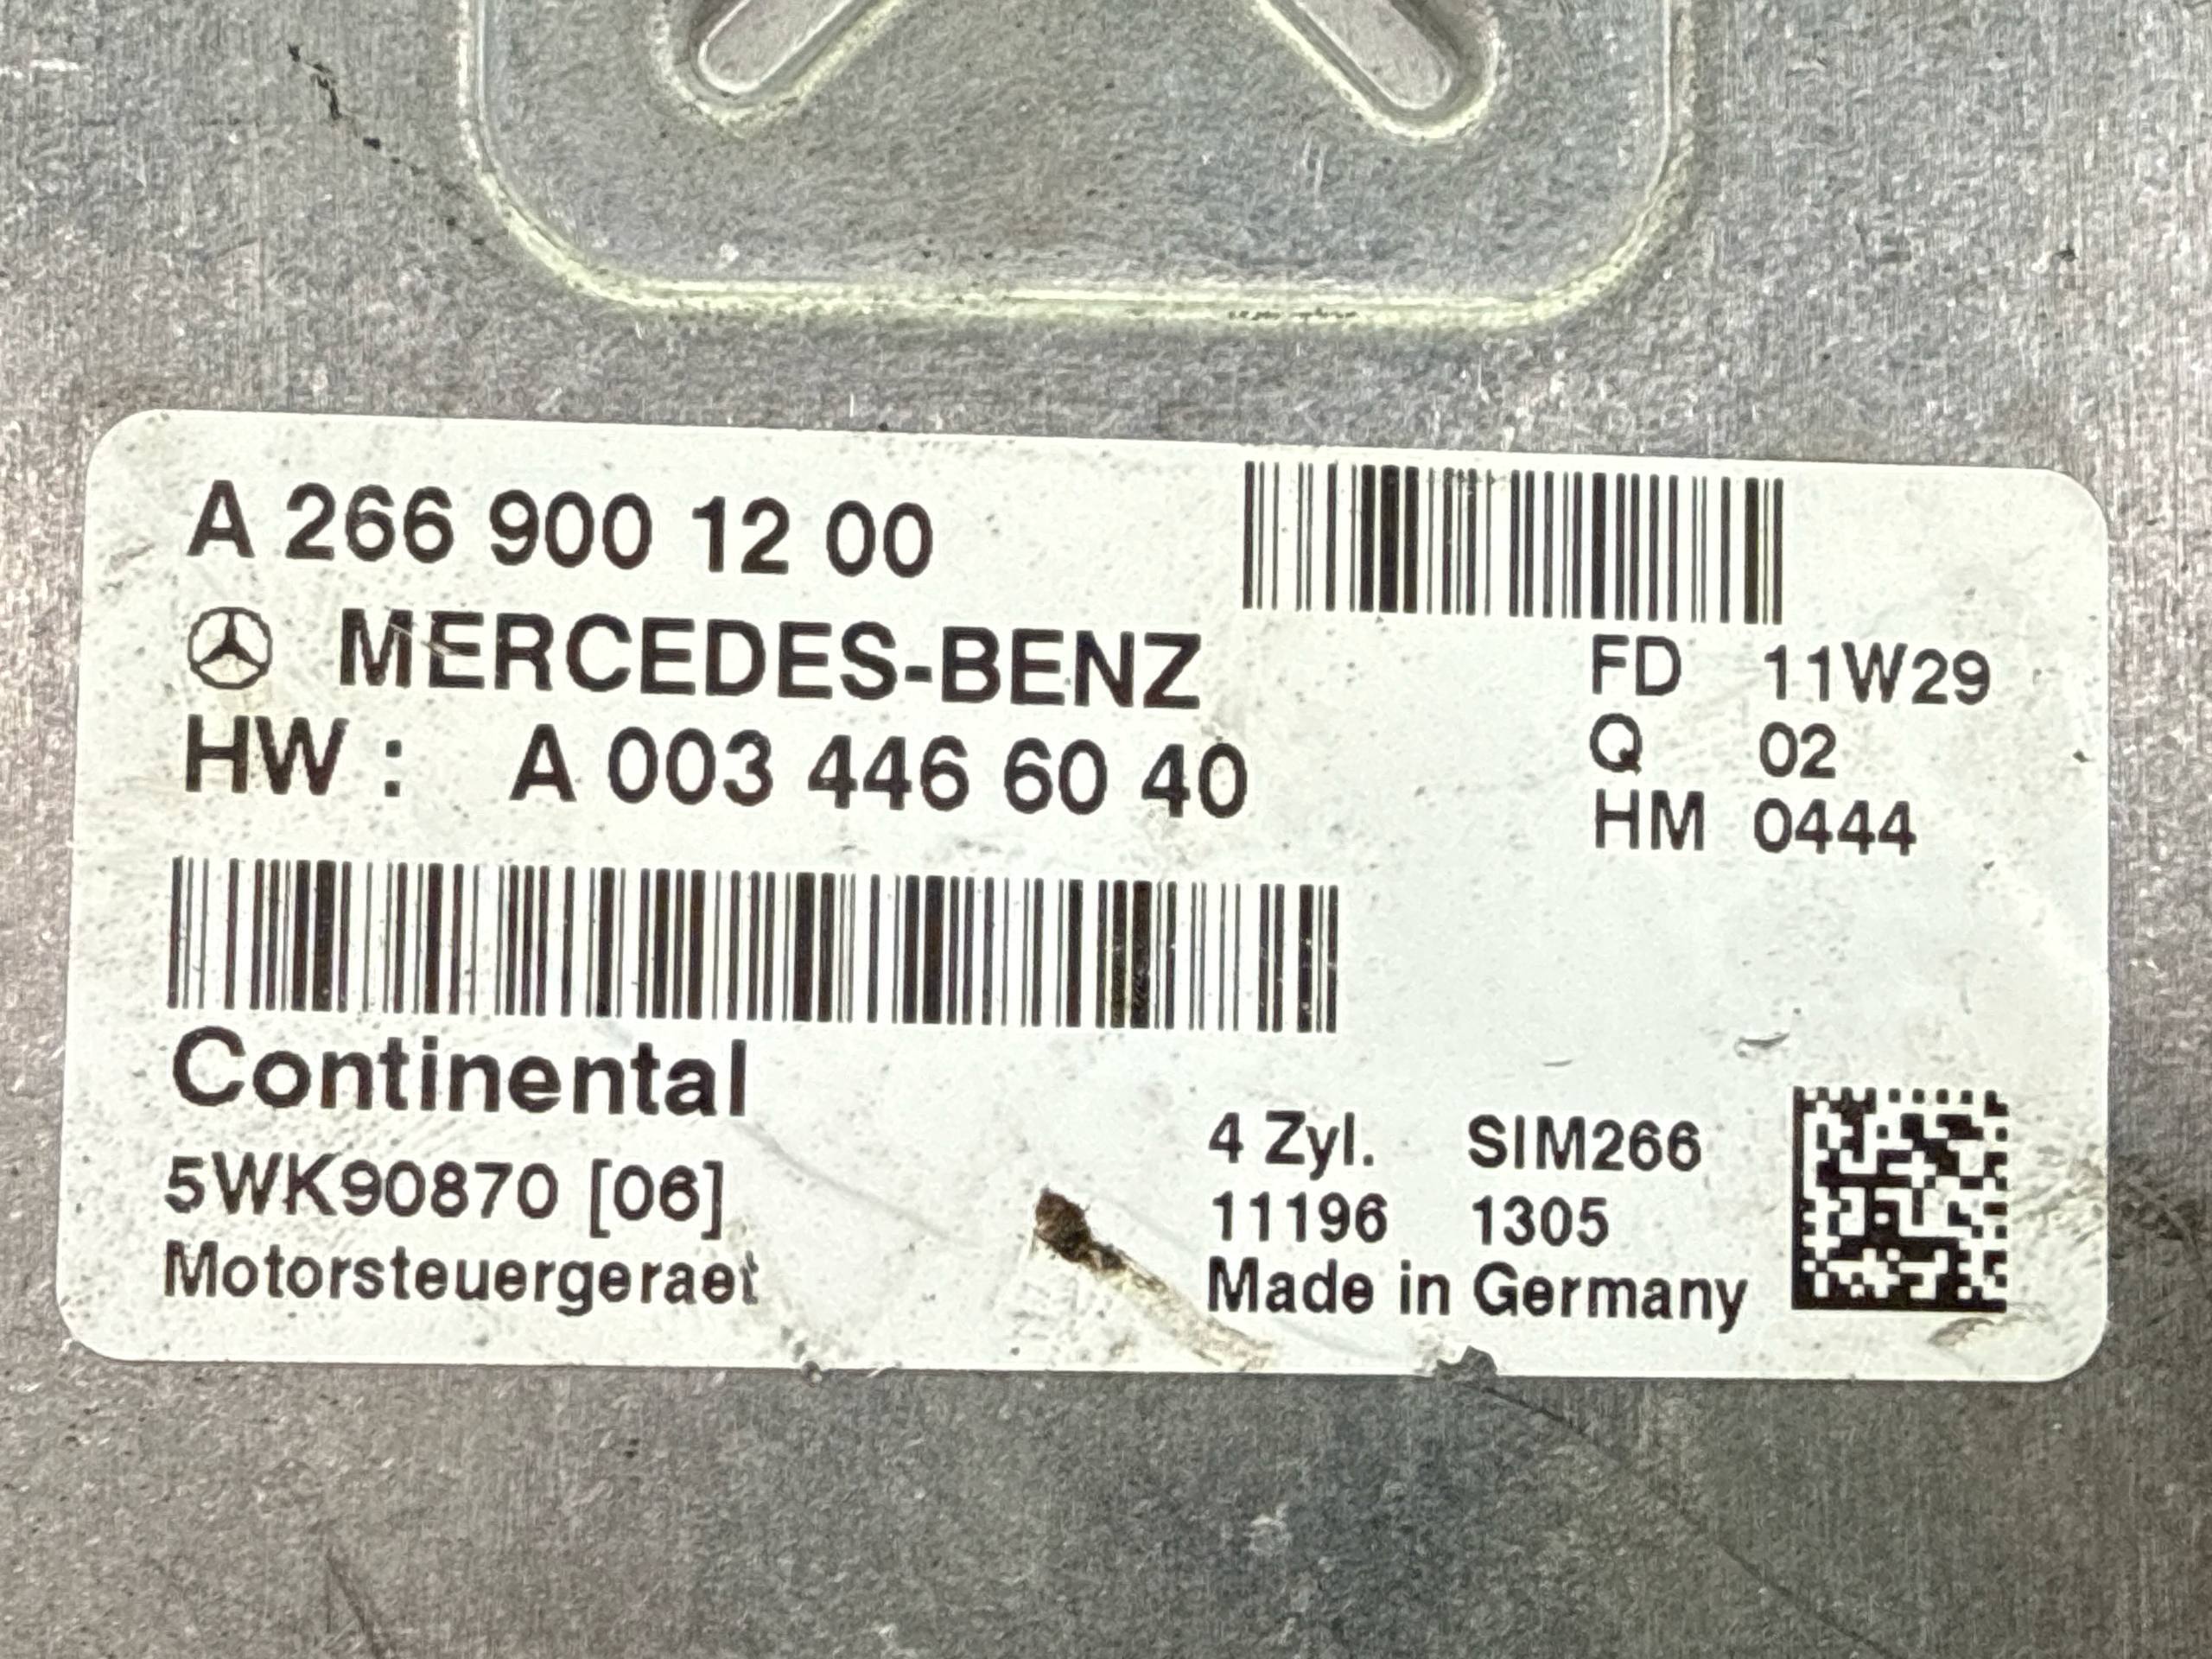 A 266 900 12 00
MERCEDES-BENZ
HW : A 003 446 60 40
FD 11W29
Q 02
HM 0444
Continental
5WK90870 [06]
Motorsteuergeraet
4 Zyl. SIM266
11196 1305
Made in Germany